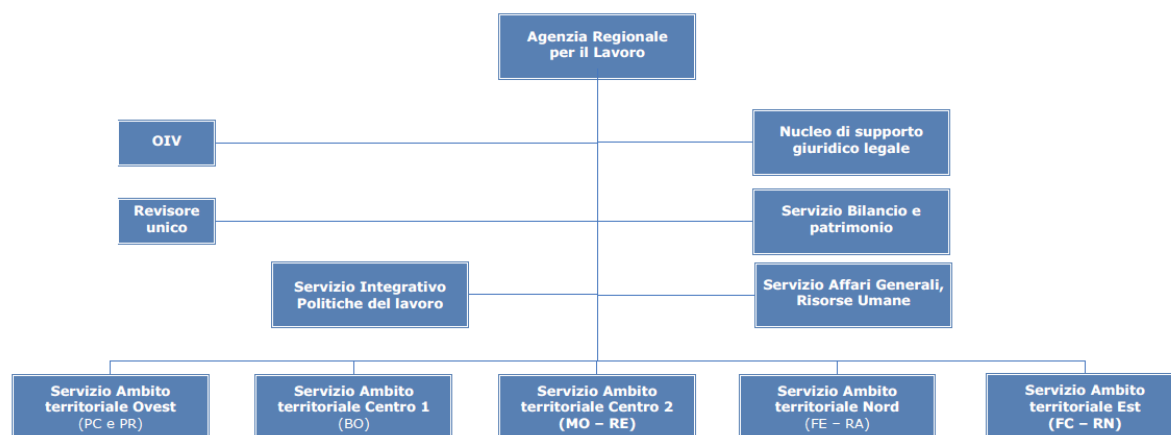 Agenzia Regionale
per il Lavoro
OIV
Nucleo di supporto
giuridico legale
Revisore
unico
Servizio Bilancio e
patrimonio
Servizio Integrativo
Politiche del lavoro
Servizio Affari Generali,
Risorse Umane
Servizio Ambito
territoriale Ovest
(PC e PR)
Servizio Ambito
territoriale Centro 1
(BO)
Servizio Ambito
territoriale Centro 2
(MO – RE)
Servizio Ambito
territoriale Nord
(FE – RA)
Servizio Ambito
territoriale Est
(FC – RN)